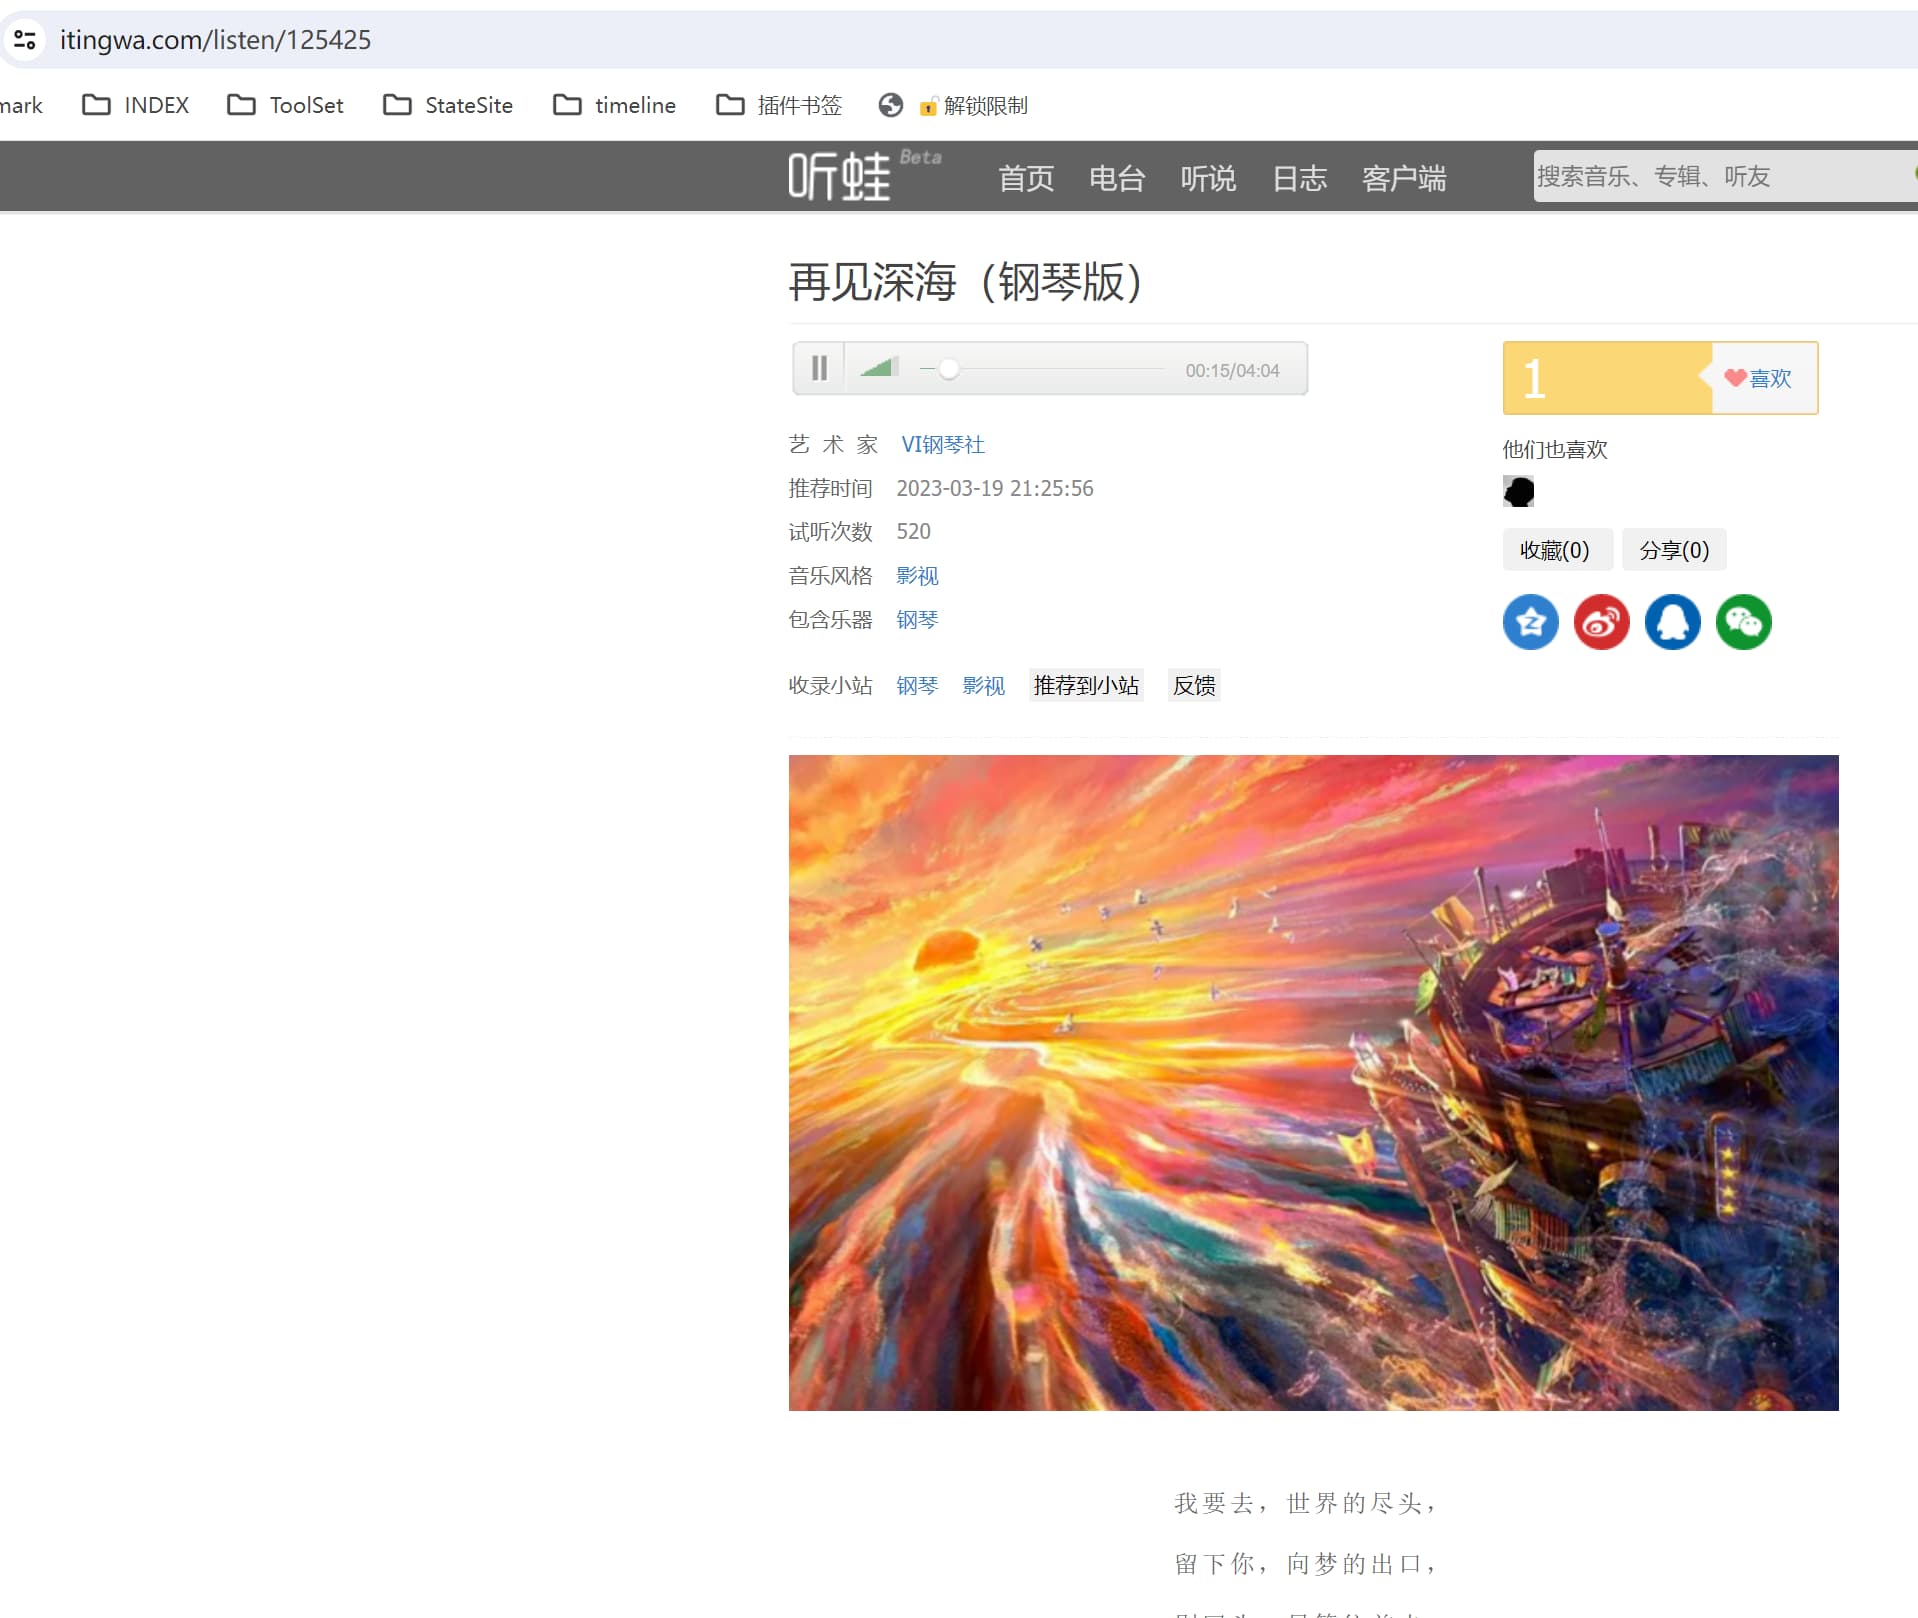 itingwa.com/listen/125425
mark INDEX ToolSet StateSite timeline 插件书签 解锁限制
听蛙 Beta 首页 电台 听说 日志 客户端 搜索音乐、专辑、听友
再见深海（钢琴版）
00:15/04:04
1 喜欢
艺术家 VI钢琴社
他们也喜欢
推荐时间 2023-03-19 21:25:56
试听次数 520
收藏(0) 分享(0)
音乐风格 影视
包含乐器 钢琴
收录小站 钢琴 影视 推荐到小站 反馈
我要去，世界的尽头，
留下你，向梦的出口，